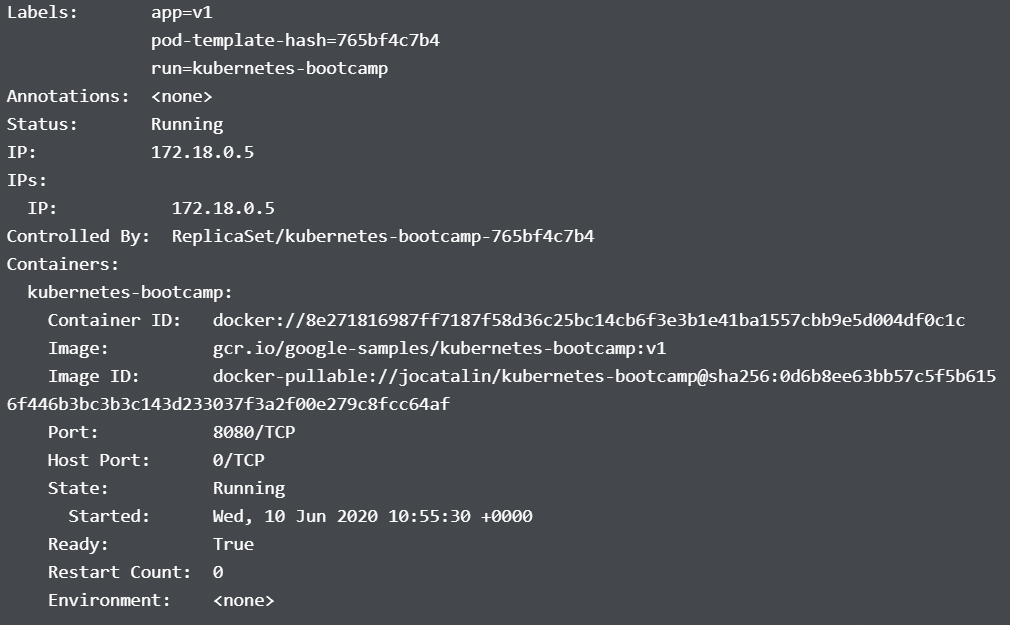 Labels:       app=v1
              pod-template-hash=765bf4c7b4
              run=kubernetes-bootcamp
Annotations:  <none>
Status:       Running
IP:           172.18.0.5
IPs:
  IP:           172.18.0.5
Controlled By:  ReplicaSet/kubernetes-bootcamp-765bf4c7b4
Containers:
  kubernetes-bootcamp:
    Container ID:   docker://8e271816987ff7187f58d36c25bc14cb6f3e3b1e41ba1557cbb9e5d004df0c1c
    Image:          gcr.io/google-samples/kubernetes-bootcamp:v1
    Image ID:       docker-pullable://jocatalin/kubernetes-bootcamp@sha256:0d6b8ee63bb57c5f5b615
6f446b3bc3b3c143d233037f3a2f00e279c8fcc64af
    Port:           8080/TCP
    Host Port:      0/TCP
    State:          Running
      Started:      Wed, 10 Jun 2020 10:55:30 +0000
    Ready:          True
    Restart Count:  0
    Environment:    <none>